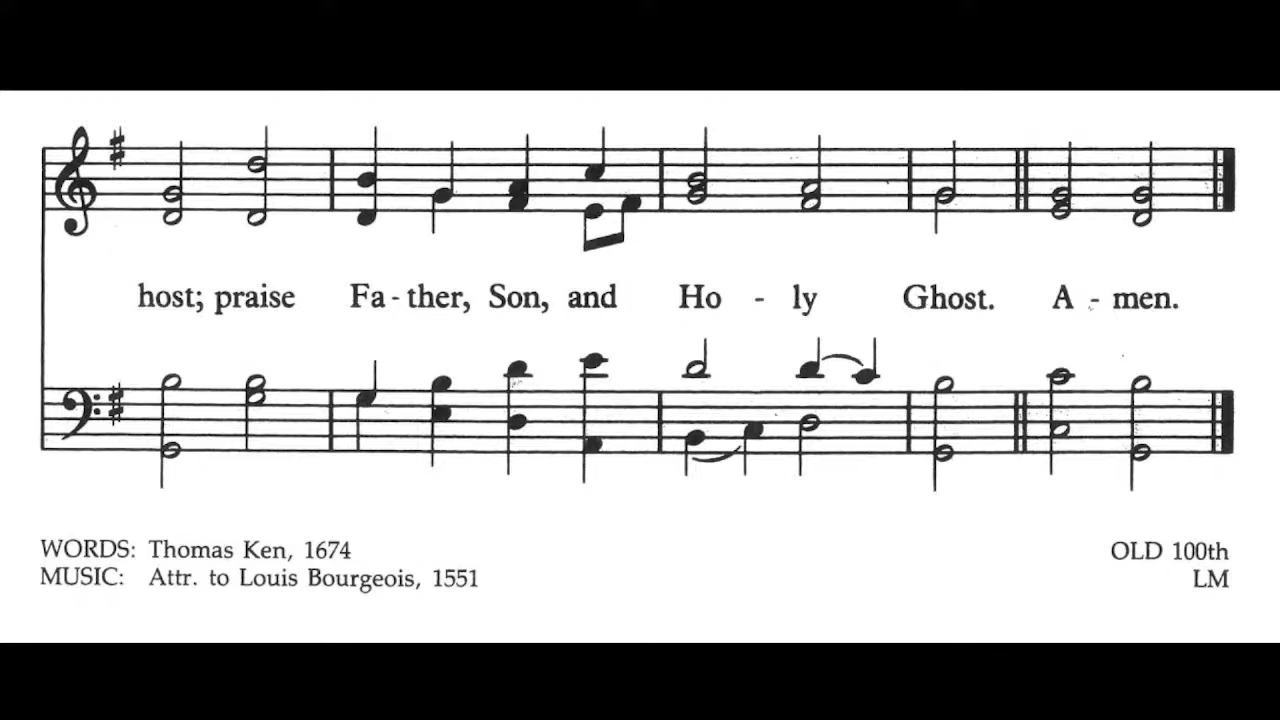 host; praise Fa - ther, Son, and Ho - ly Ghost. A - men.
WORDS: Thomas Ken, 1674
MUSIC: Attr. to Louis Bourgeois, 1551
OLD 100th
LM